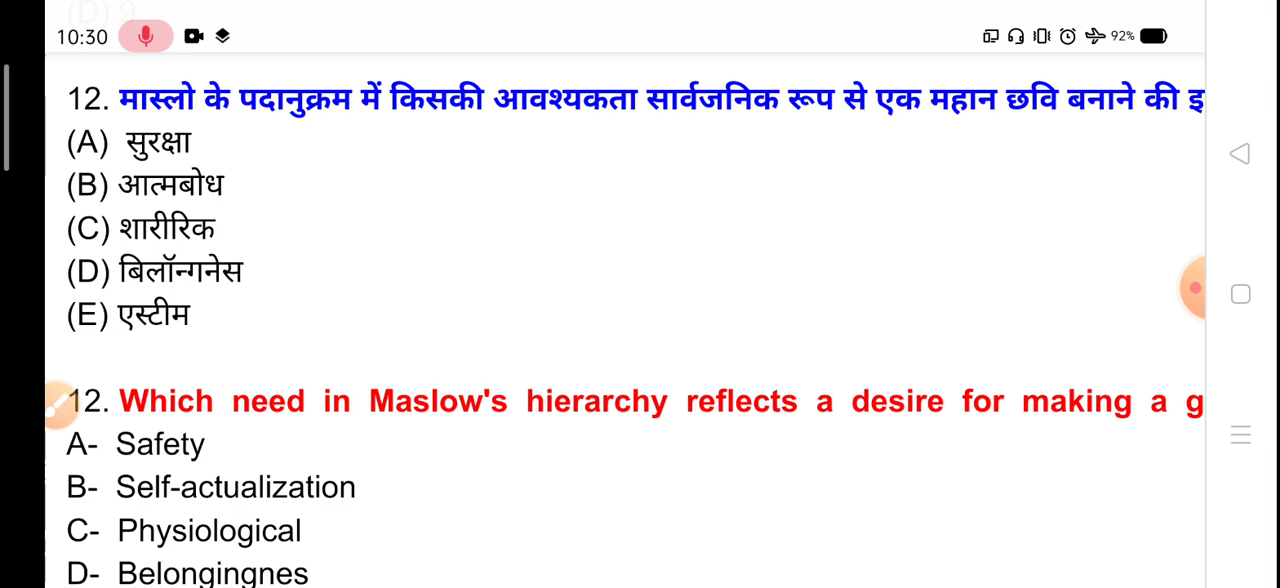 (D) 9
10:30 92%
12. मास्लो के पदानुक्रम में किसकी आवश्यकता सार्वजनिक रूप से एक महान छवि बनाने की इ
(A) सुरक्षा
(B) आत्मबोध
(C) शारीरिक
(D) बिलॉन्गनेस
(E) एस्टीम
12. Which need in Maslow's hierarchy reflects a desire for making a g
A- Safety
B- Self-actualization
C- Physiological
D- Belongingnes